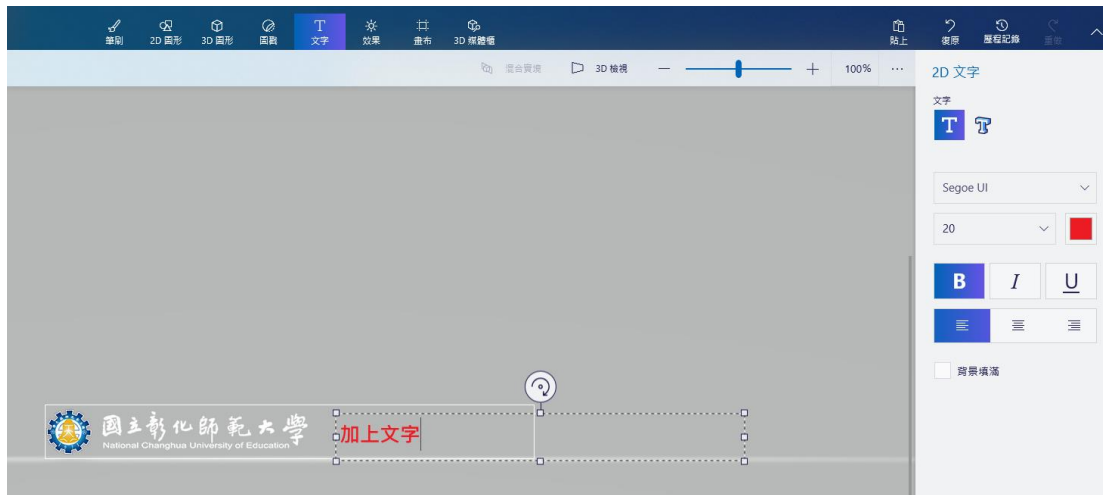 筆刷 2D 圖形 3D 圖形 圖戳 T 文字 效果 畫布 3D 媒體櫃 貼上 復原 歷程記錄 重做
混合實境 3D 檢視 — + 100% ...
2D 文字
文字
T T
Segoe UI
20
B I U
背景填滿
國立彰化師範大學
National Changhua University of Education
加上文字